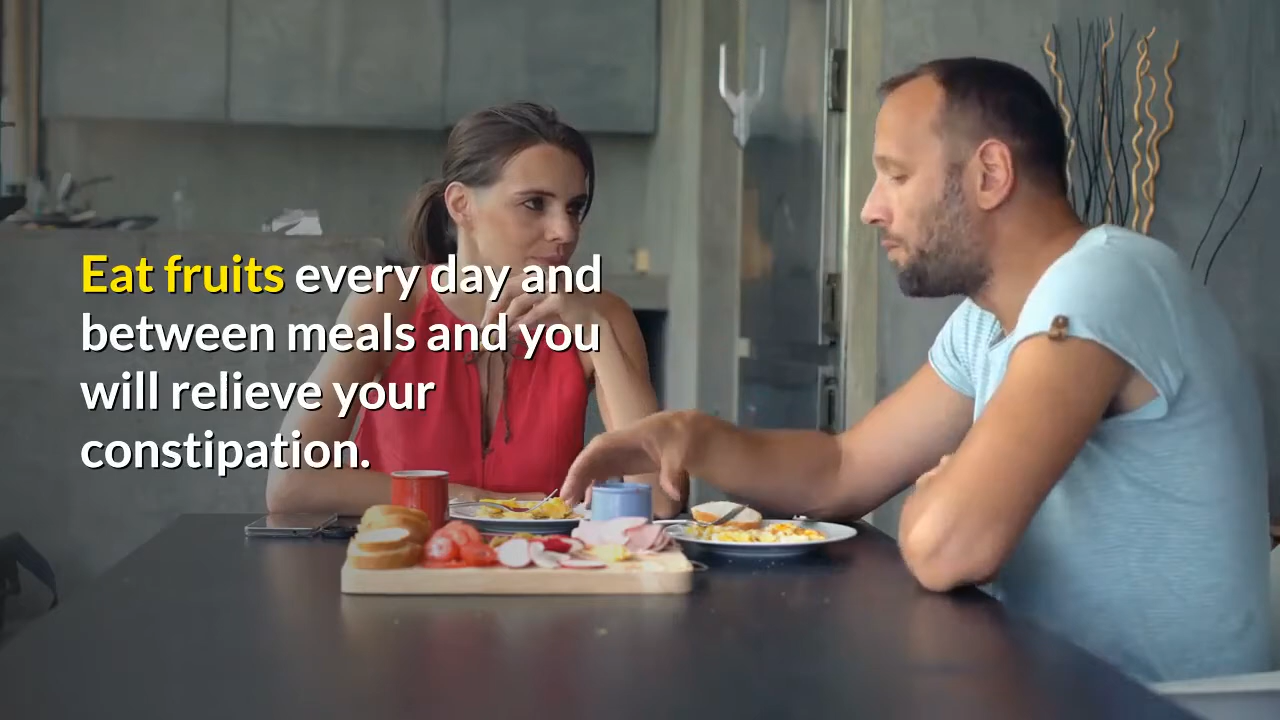 Eat fruits every day and
between meals and you
will relieve your
constipation.